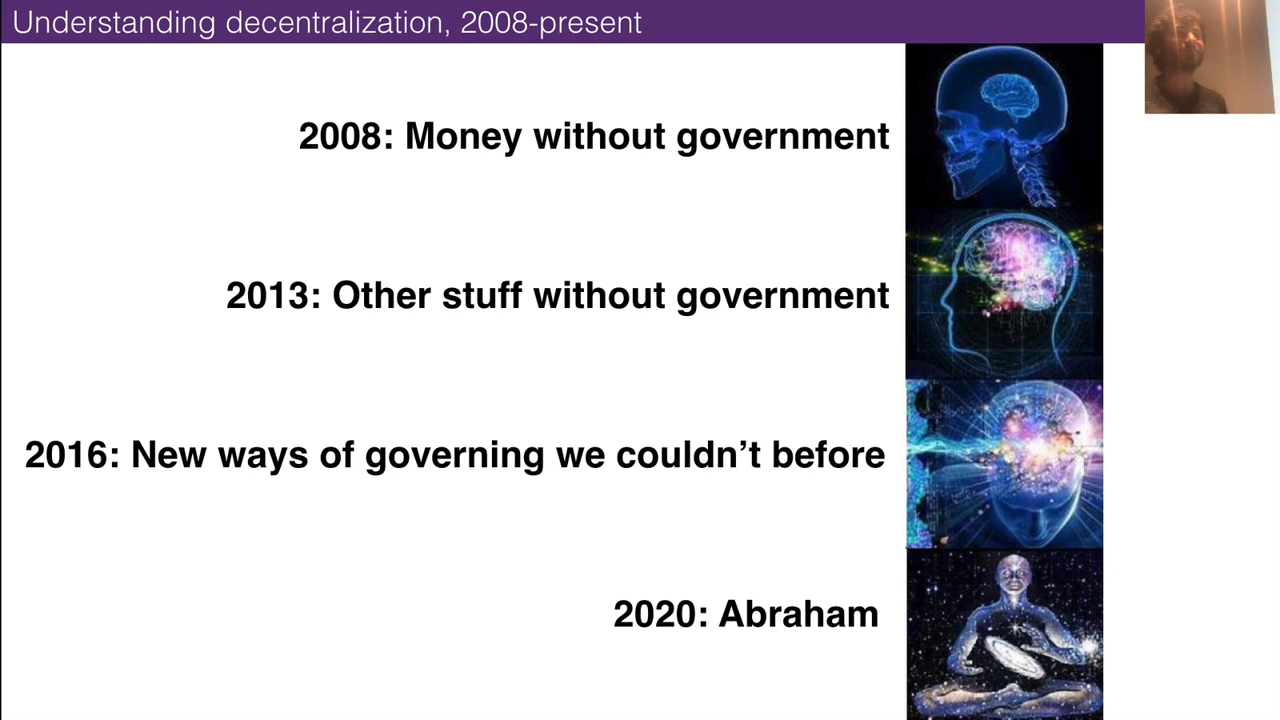 Understanding decentralization, 2008-present
2008: Money without government
2013: Other stuff without government
2016: New ways of governing we couldn’t before
2020: Abraham